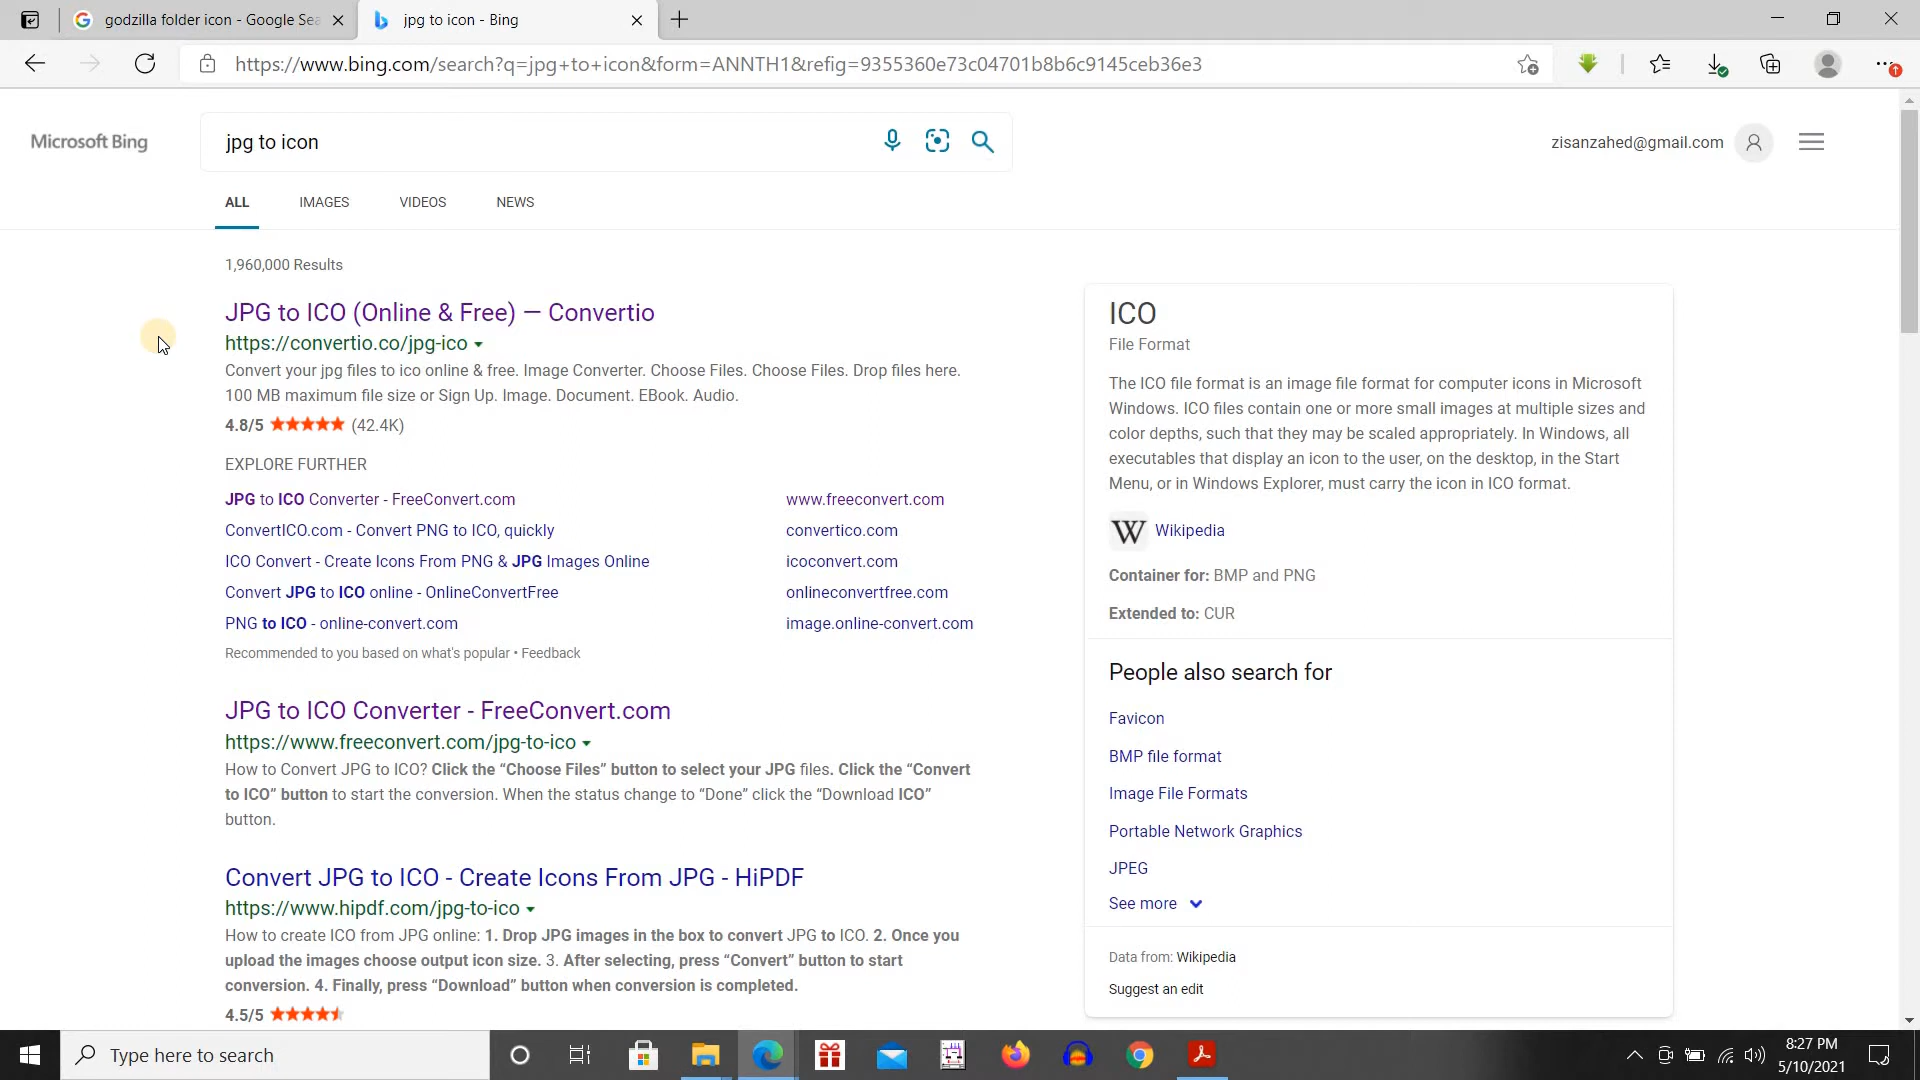 godzilla folder icon - Google Sea
jpg to icon - Bing
https://www.bing.com/search?q=jpg+to+icon&form=ANNTH1&refig=9355360e73c04701b8b6c9145ceb36e3
Microsoft Bing
jpg to icon
zisanzahed@gmail.com
ALL IMAGES VIDEOS NEWS
1,960,000 Results
JPG to ICO (Online & Free) — Convertio
https://convertio.co/jpg-ico
Convert your jpg files to ico online & free. Image Converter. Choose Files. Choose Files. Drop files here.
100 MB maximum file size or Sign Up. Image. Document. EBook. Audio.
4.8/5 (42.4K)
EXPLORE FURTHER
JPG to ICO Converter - FreeConvert.com www.freeconvert.com
ConvertICO.com - Convert PNG to ICO, quickly convertico.com
ICO Convert - Create Icons From PNG & JPG Images Online icoconvert.com
Convert JPG to ICO online - OnlineConvertFree onlineconvertfree.com
PNG to ICO - online-convert.com image.online-convert.com
Recommended to you based on what's popular • Feedback
JPG to ICO Converter - FreeConvert.com
https://www.freeconvert.com/jpg-to-ico
How to Convert JPG to ICO? Click the “Choose Files” button to select your JPG files. Click the “Convert
to ICO” button to start the conversion. When the status change to “Done” click the “Download ICO”
button.
Convert JPG to ICO - Create Icons From JPG - HiPDF
https://www.hipdf.com/jpg-to-ico
How to create ICO from JPG online: 1. Drop JPG images in the box to convert JPG to ICO. 2. Once you
upload the images choose output icon size. 3. After selecting, press “Convert” button to start
conversion. 4. Finally, press “Download” button when conversion is completed.
4.5/5
ICO
File Format
The ICO file format is an image file format for computer icons in Microsoft
Windows. ICO files contain one or more small images at multiple sizes and
color depths, such that they may be scaled appropriately. In Windows, all
executables that display an icon to the user, on the desktop, in the Start
Menu, or in Windows Explorer, must carry the icon in ICO format.
W Wikipedia
Container for: BMP and PNG
Extended to: CUR
People also search for
Favicon
BMP file format
Image File Formats
Portable Network Graphics
JPEG
See more
Data from: Wikipedia
Suggest an edit
Type here to search
8:27 PM
5/10/2021